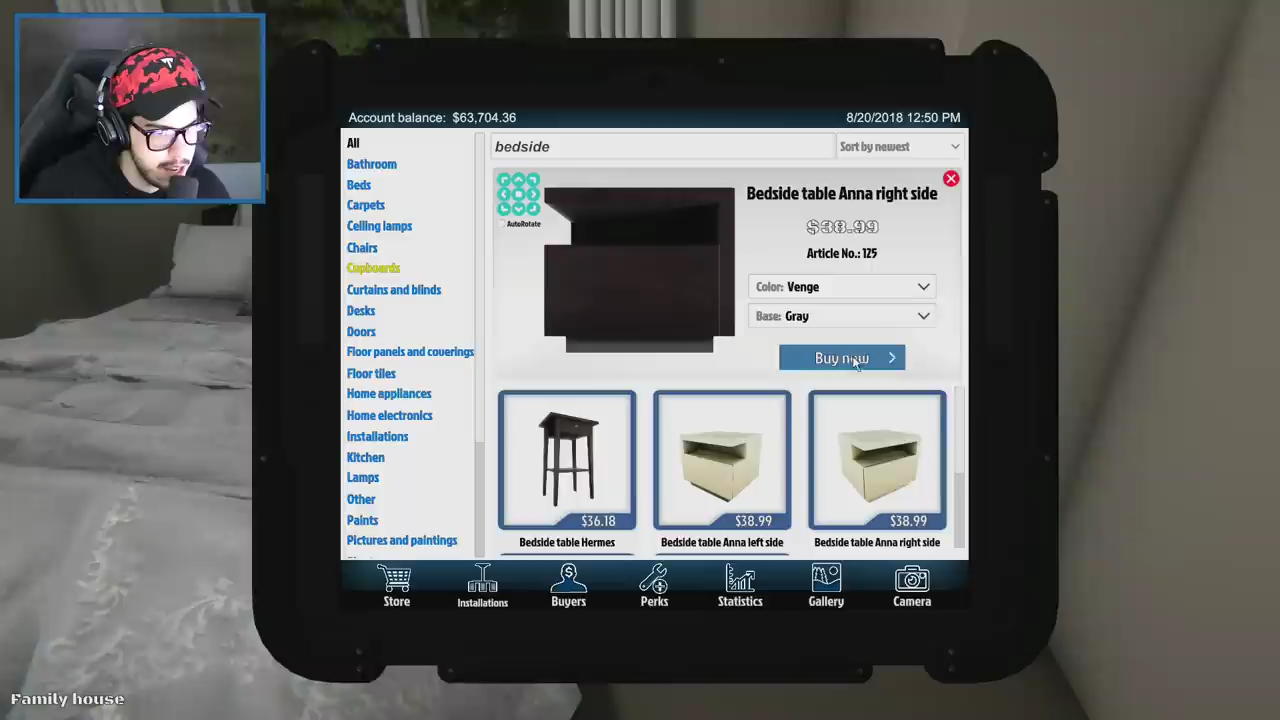 Account balance: $63,704.36
8/20/2018 12:50 PM
All
Bathroom
Beds
Carpets
Ceiling lamps
Chairs
Cupboards
Curtains and blinds
Desks
Doors
Floor panels and coverings
Floor tiles
Home appliances
Home electronics
Installations
Kitchen
Lamps
Other
Paints
Pictures and paintings
bedside
Sort by newest
AutoRotate
Bedside table Anna right side
$38.99
Article No.: 125
Color: Venge
Base: Gray
Buy now
$36.18
$38.99
$38.99
Bedside table Hermes
Bedside table Anna left side
Bedside table Anna right side
Store
Installations
Buyers
Perks
Statistics
Gallery
Camera
Family house